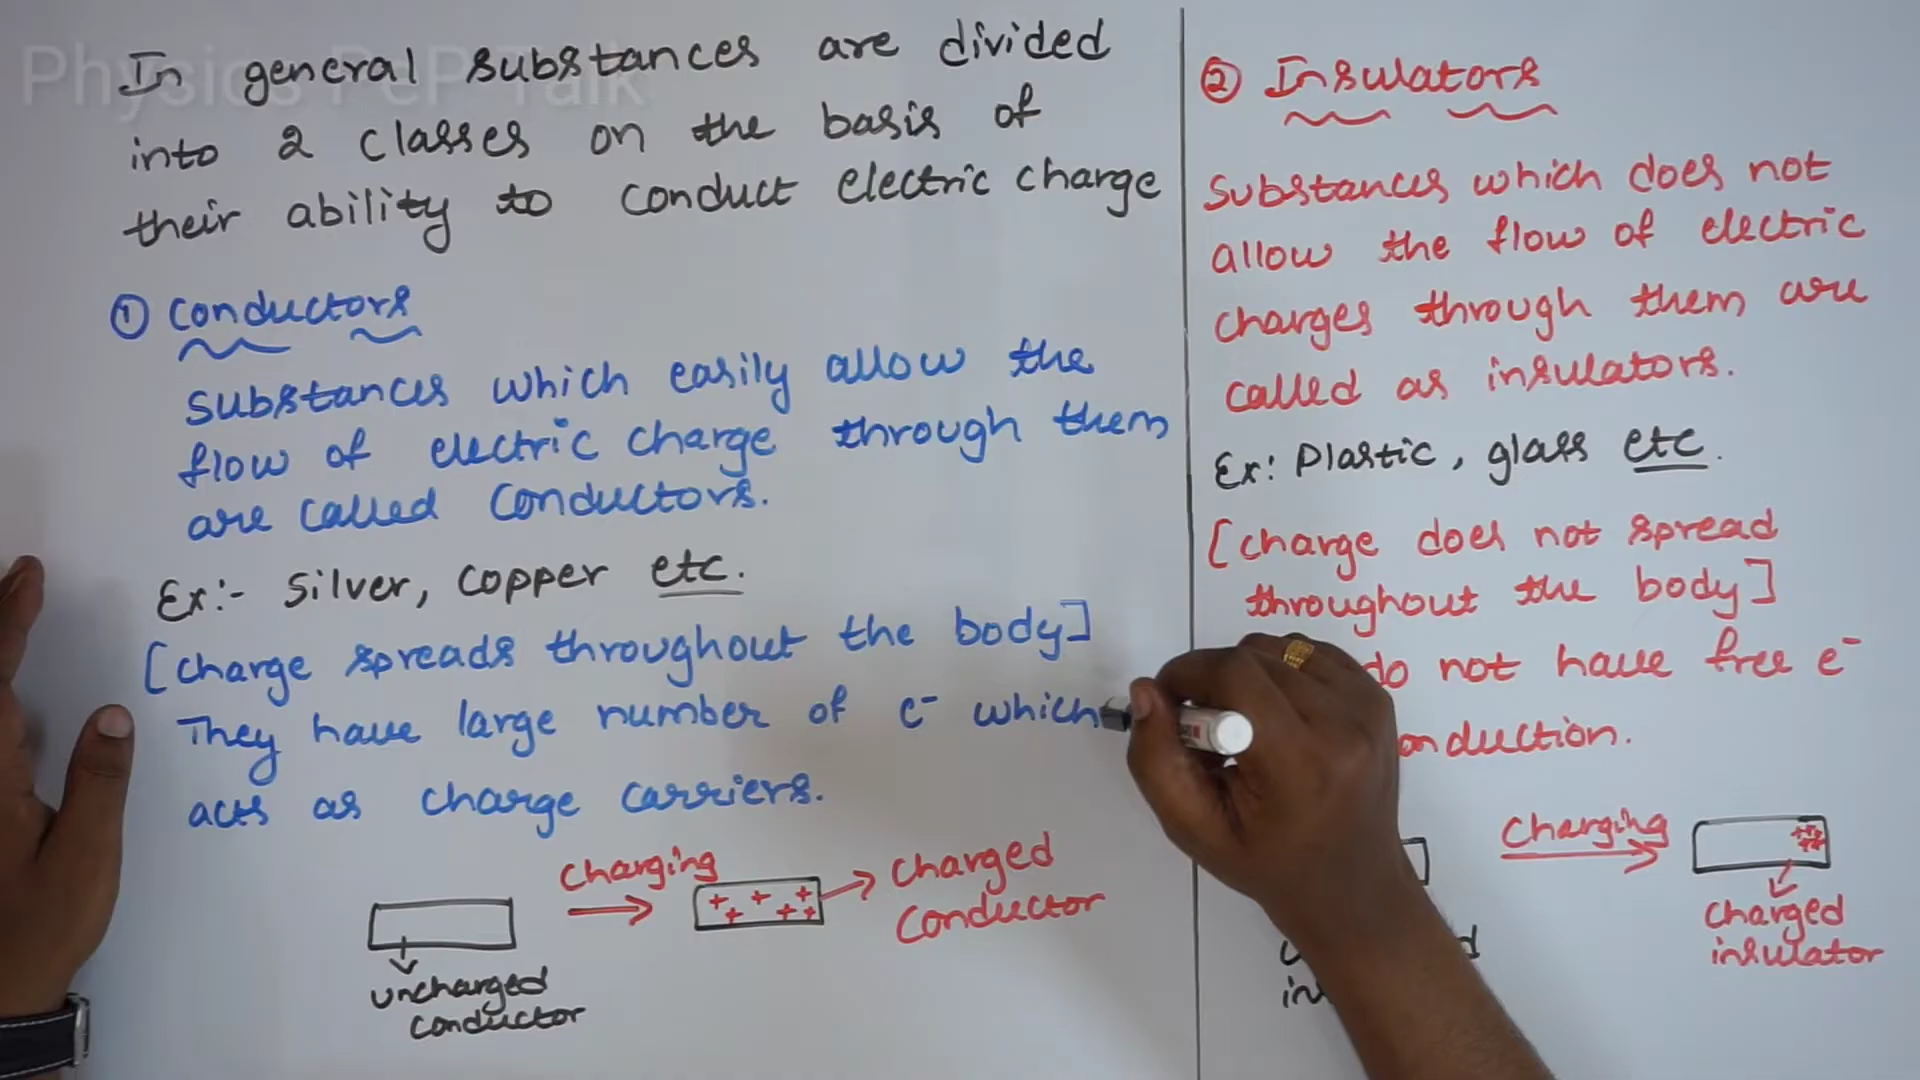 Physics PeP Talk
In general substances are divided
into 2 classes on the basis of
their ability to conduct electric charge
① Conductors
Substances which easily allow the
flow of electric charge through them
are called Conductors.
Ex:- Silver, Copper etc.
[Charge spreads throughout the body]
They have large number of e⁻ which
acts as charge carriers.
Charging
Charged
Conductor
uncharged
conductor
② Insulators
Substances which does not
allow the flow of electric
charges through them are
called as insulators.
Ex: Plastic, glass etc.
[Charge does not spread
throughout the body]
do not have free e⁻
onduction.
Charging
Charged
insulator